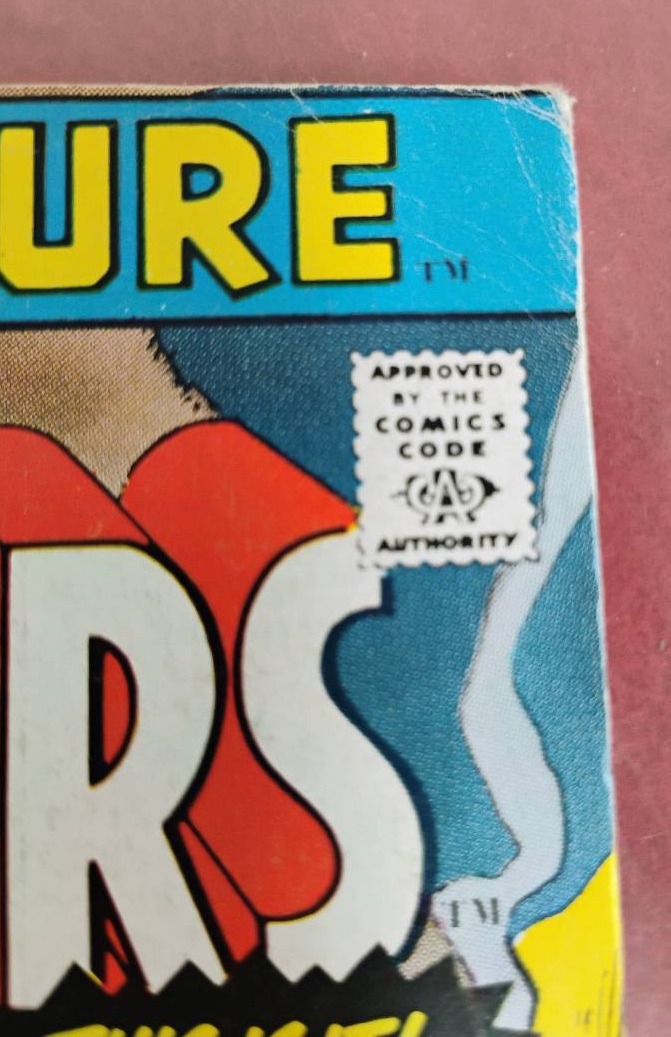 URE
TM
APPROVED
BY THE
COMICS
CODE
A
AUTHORITY
RS
TM